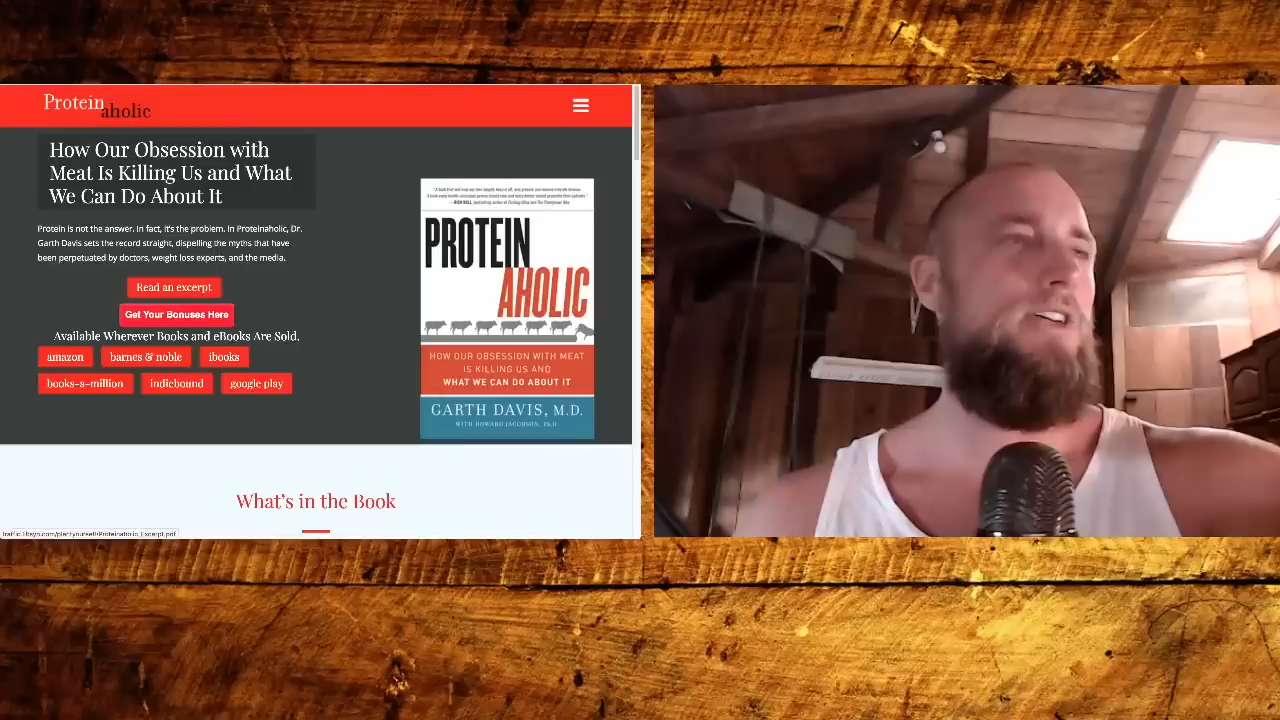 Protein
aholic
How Our Obsession with
Meat Is Killing Us and What
We Can Do About It
Protein is not the answer. In fact, it's the problem. In Proteinaholic, Dr.
Garth Davis sets the record straight, dispelling the myths that have
been perpetuated by doctors, weight loss experts, and the media.
Read an excerpt
Get Your Bonuses Here
Available Wherever Books and eBooks Are Sold.
amazon barnes & noble ibooks
books-a-million indiebound google play
PROTEIN
AHOLIC
HOW OUR OBSESSION WITH MEAT
IS KILLING US AND
WHAT WE CAN DO ABOUT IT
GARTH DAVIS, M.D.
WITH HOWARD JACOBSON, Ph.D.
What's in the Book